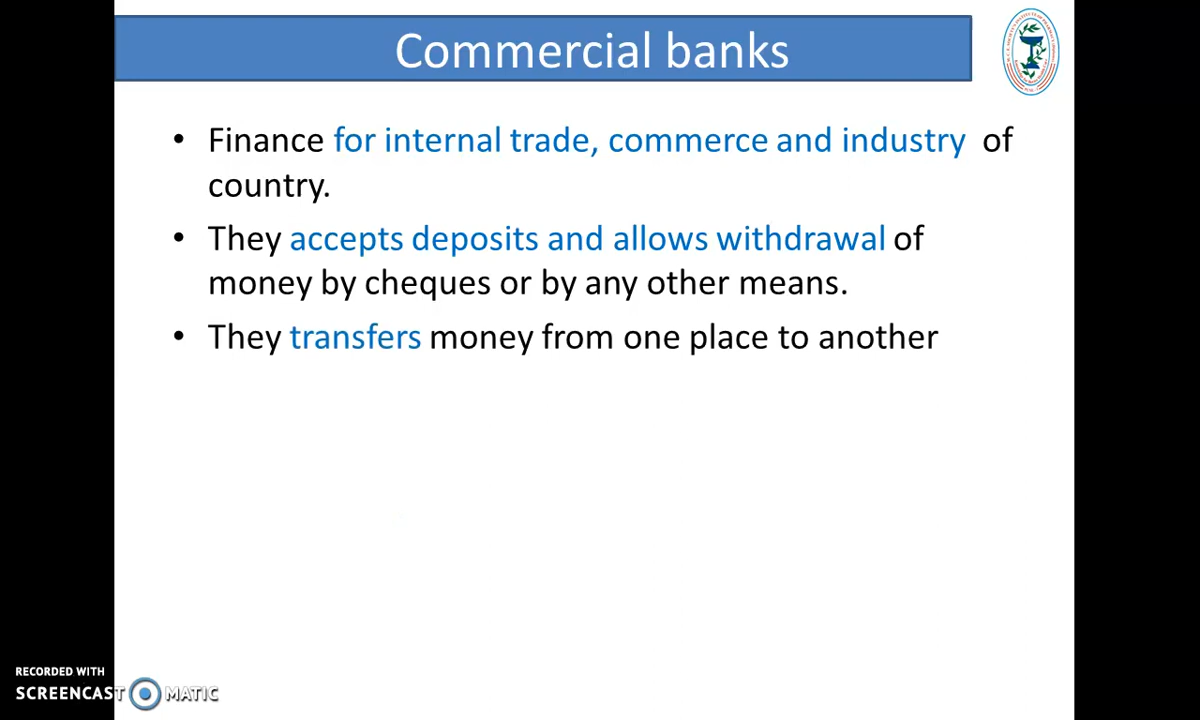 Commercial banks
• Finance for internal trade, commerce and industry of
country.
• They accepts deposits and allows withdrawal of
money by cheques or by any other means.
• They transfers money from one place to another
RECORDED WITH
SCREENCAST MATIC